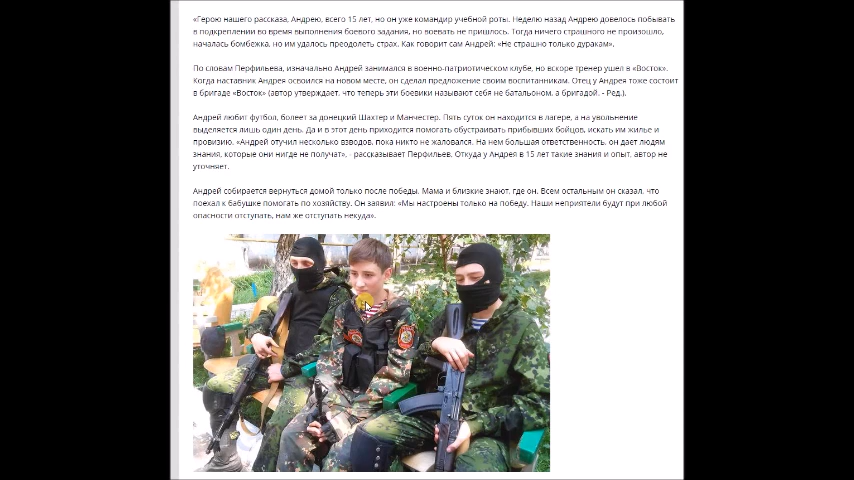 «Герою нашего рассказа, Андрею, всего 15 лет, но он уже командир учебной роты. Неделю назад Андрею довелось побывать
в подкреплении во время выполнения боевого задания, но воевать не пришлось. Тогда ничего страшного не произошло,
началась бомбежка, но им удалось преодолеть страх. Как говорит сам Андрей: «Не страшно только дуракам».
По словам Перфильева, изначально Андрей занимался в военно-патриотическом клубе, но вскоре тренер ушел в «Восток».
Когда наставник Андрея освоился на новом месте, он сделал предложение своим воспитанникам. Отец у Андрея тоже состоит
в бригаде «Восток» (автор утверждает, что теперь эти боевики называют себя не батальоном, а бригадой. - Ред.).
Андрей любит футбол, болеет за донецкий Шахтер и Манчестер. Пять суток он находится в лагере, а на увольнение
выделяется лишь один день. Да и в этот день приходится помогать обустраивать прибывших бойцов, искать им жилье и
провизию. «Андрей отучил несколько взводов, пока никто не жаловался. На нем большая ответственность, он дает людям
знания, которые они нигде не получат», - рассказывает Перфильев. Откуда у Андрея в 15 лет такие знания и опыт, автор не
уточняет.
Андрей собирается вернуться домой только после победы. Мама и близкие знают, где он. Всем остальным он сказал, что
поехал к бабушке помогать по хозяйству. Он заявил: «Мы настроены только на победу. Наши неприятели будут при любой
опасности отступать, нам же отступать некуда».